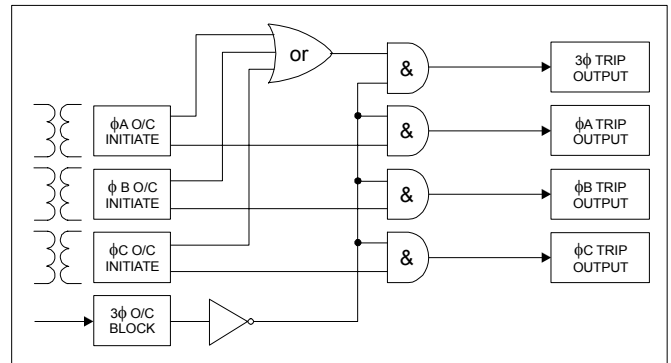 or
&
3ϕ TRIP
OUTPUT
ϕA O/C
INITIATE
&
ϕA TRIP
OUTPUT
ϕ B O/C
INITIATE
&
ϕB TRIP
OUTPUT
ϕC O/C
INITIATE
&
ϕC TRIP
OUTPUT
3ϕ O/C
BLOCK